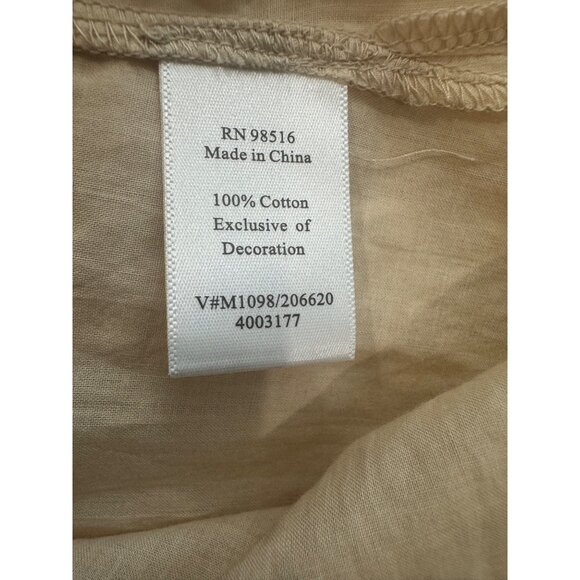 RN 98516
Made in China
100% Cotton
Exclusive of
Decoration
V#M1098/206620
4003177